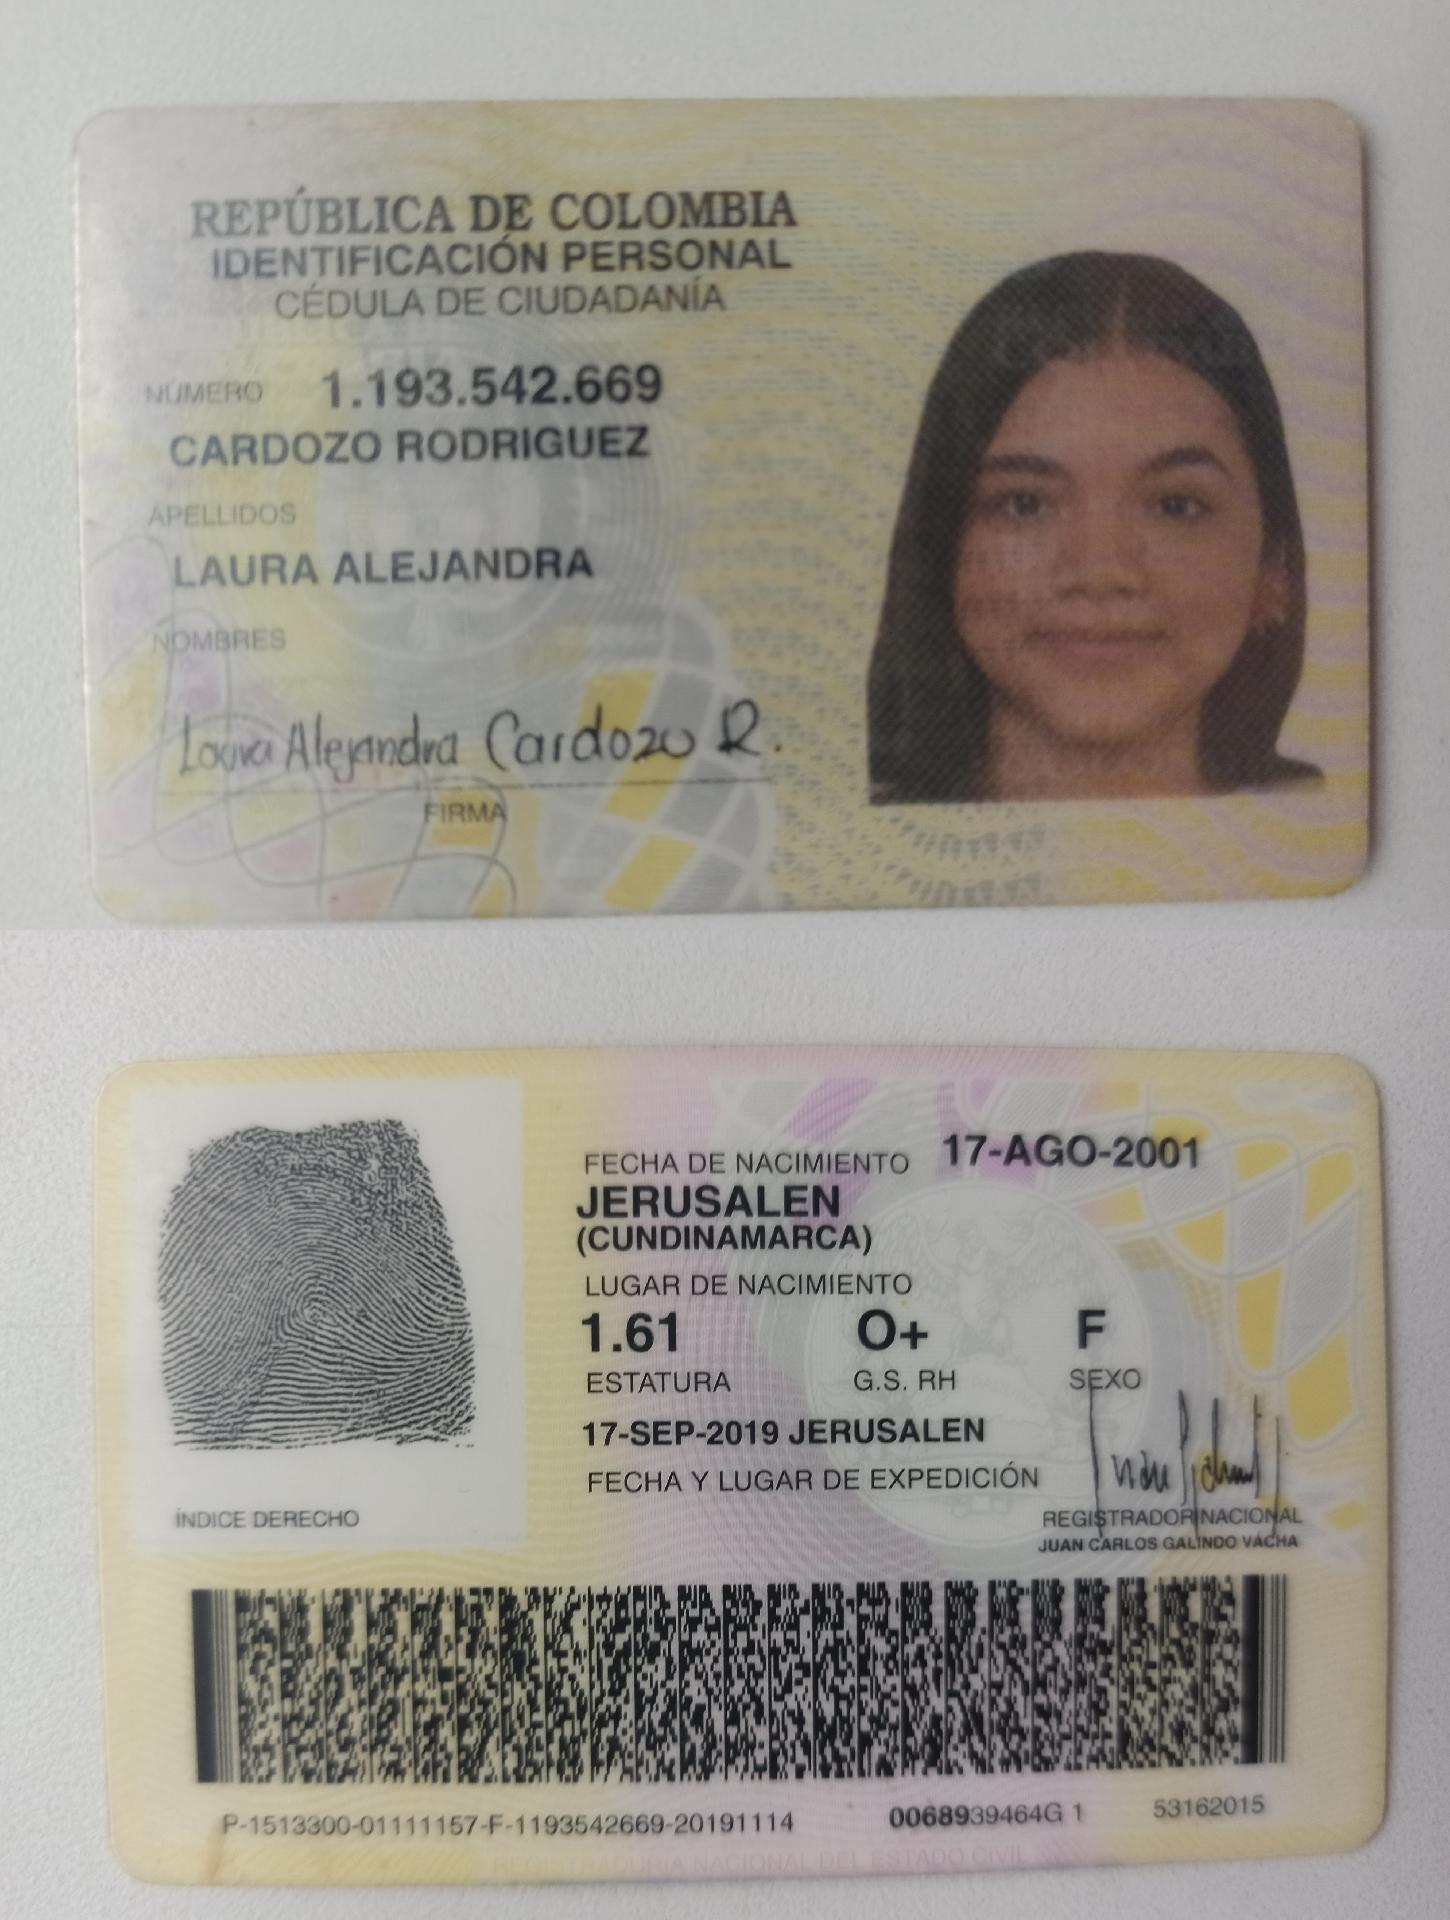 REPÚBLICA DE COLOMBIA
IDENTIFICACIÓN PERSONAL
CÉDULA DE CIUDADANÍA
NÚMERO 1.193.542.669
CARDOZO RODRIGUEZ
APELLIDOS
LAURA ALEJANDRA
NOMBRES
Laura Alejandra Cardozo R.
FIRMA
FECHA DE NACIMIENTO 17-AGO-2001
JERUSALEN
(CUNDINAMARCA)
LUGAR DE NACIMIENTO
1.61 O+ F
ESTATURA G.S. RH SEXO
17-SEP-2019 JERUSALEN
FECHA Y LUGAR DE EXPEDICIÓN
ÍNDICE DERECHO
REGISTRADOR NACIONAL
JUAN CARLOS GALINDO VÁCHA
P-1513300-01111157-F-1193542669-20191114 0068939464G 1 53162015
REGISTRADURIA NACIONAL DEL ESTADO CIVIL